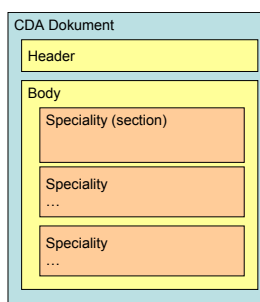 CDA Dokument
Header
Body
Speciality (section)
Speciality
…
Speciality
…